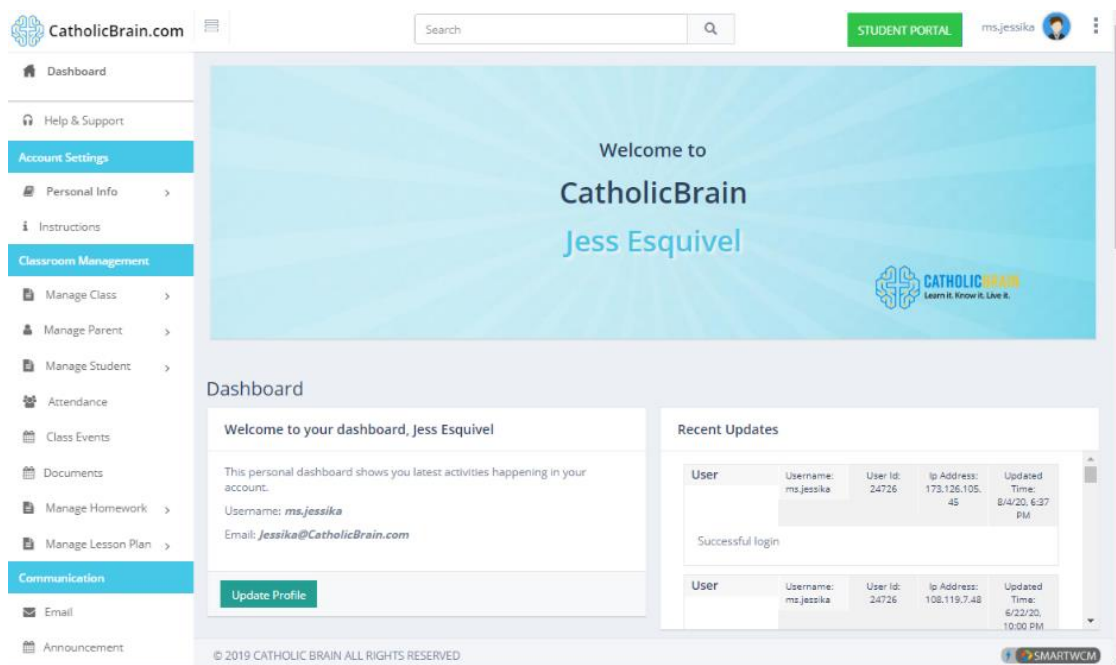 CatholicBrain.com
Search
STUDENT PORTAL
ms.jessika
Dashboard
Help & Support
Account Settings
Personal Info
Instructions
Classroom Management
Manage Class
Manage Parent
Manage Student
Attendance
Class Events
Documents
Manage Homework
Manage Lesson Plan
Communication
Email
Announcement
Welcome to
CatholicBrain
Jess Esquivel
CATHOLICBRAIN
Learn it. Know it. Live it.
Dashboard
Welcome to your dashboard, Jess Esquivel
This personal dashboard shows you latest activities happening in your
account.
Username: ms.jessika
Email: Jessika@CatholicBrain.com
Update Profile
Recent Updates
User
Username:
ms.jessika
User Id:
24726
Ip Address:
173.126.105.
45
Updated
Time:
8/4/20, 6:37
PM
Successful login
User
Username:
ms.jessika
User Id:
24726
Ip Address:
108.119.7.48
Updated
Time:
6/22/20,
10:00 PM
© 2019 CATHOLIC BRAIN ALL RIGHTS RESERVED
SMARTWCM